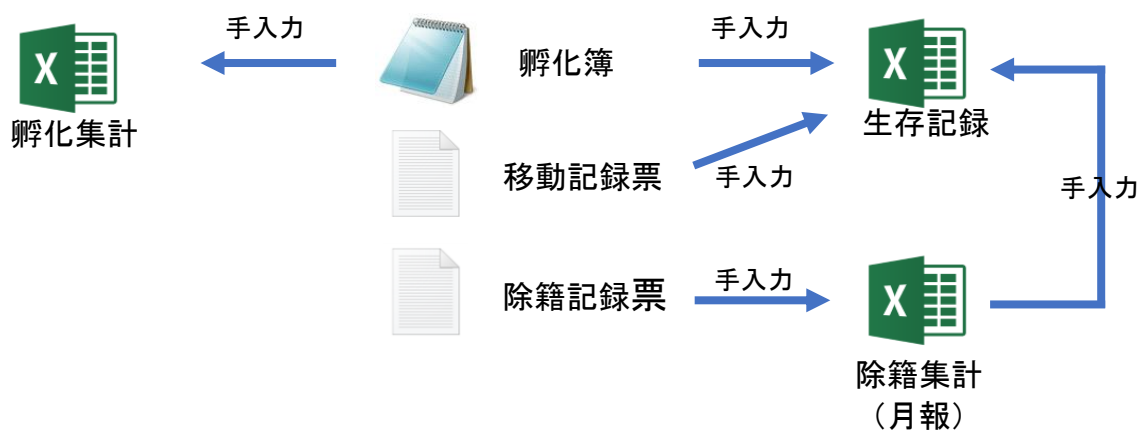 手入力
孵化簿
手入力
孵化集計
生存記録
移動記録票
手入力
手入力
除籍記録票
手入力
除籍集計
（月報）